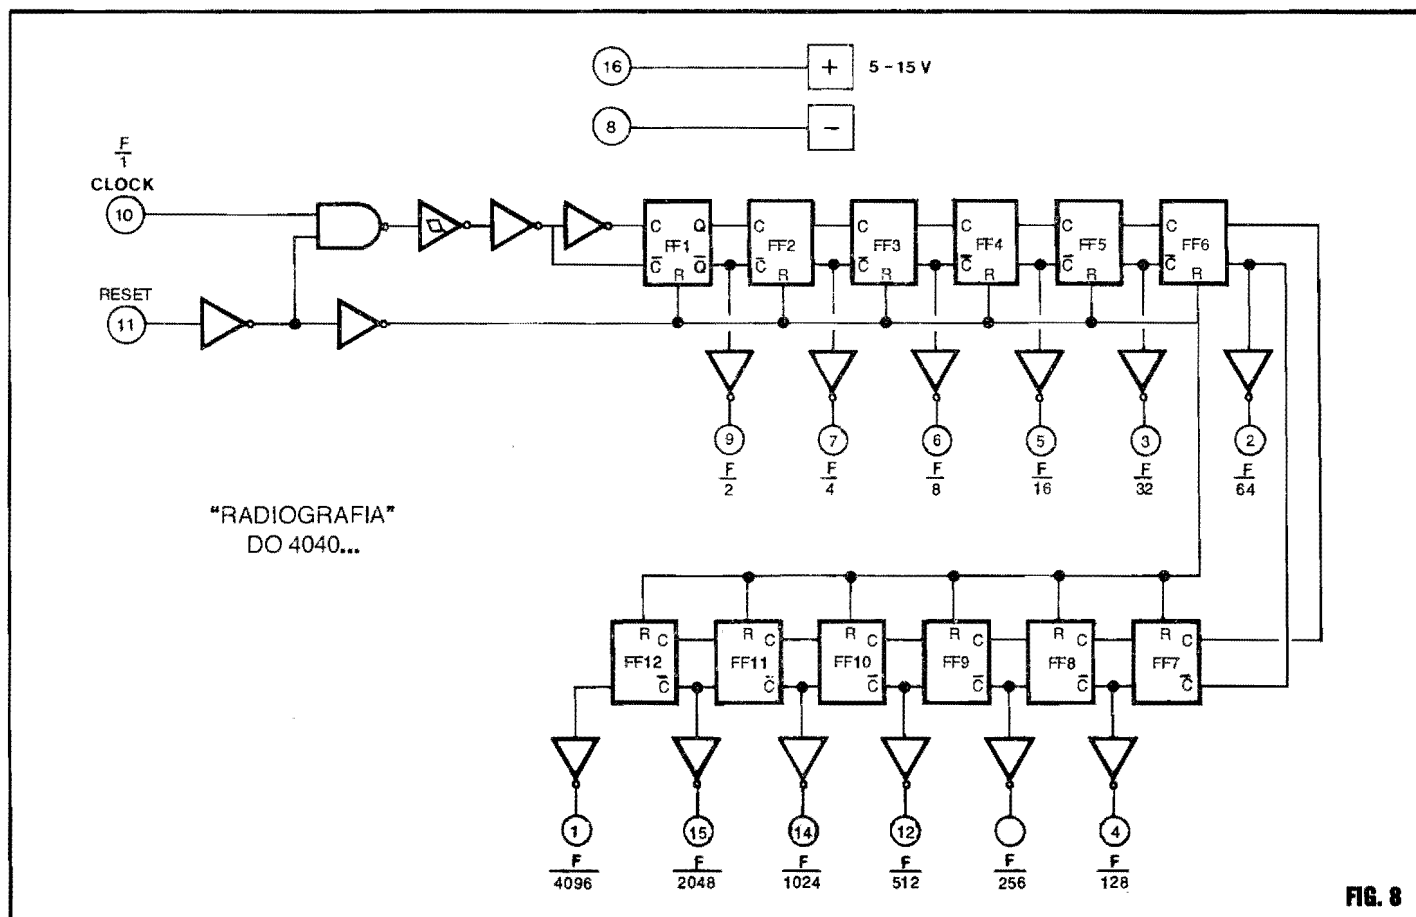 16 + 5 - 15 V
8 -
F
1
CLOCK
10
C Q C C C C C
FF1 FF2 FF3 FF4 FF5 FF6
C̅ Q̅ C̅ C̅ C̅ C̅ C̅
R R R R R R
RESET
11
9 7 6 5 3 2
F F F F F F
2 4 8 16 32 64
"RADIOGRAFIA"
DO 4040...
R C R C R C R C R C R C
FF12 FF11 FF10 FF9 FF8 FF7
C̅ C̅ C̅ C̅ C̅ C̅
1 15 14 12 4
F F F F F F
4096 2048 1024 512 256 128
FIG. 8